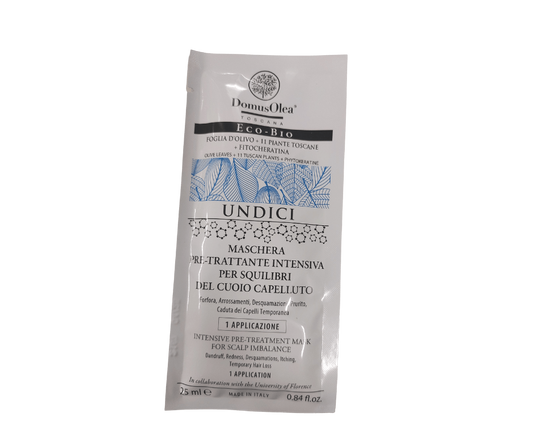 DomusOlea®
TOSCANA
ECO-BIO
FOGLIA D'OLIVO + 11 PIANTE TOSCANE
+ FITOCHERATINA
OLIVE LEAVES + 11 TUSCAN PLANTS + PHYTOKERATINE
UNDICI
MASCHERA
PRE-TRATTANTE INTENSIVA
PER SQUILIBRI
DEL CUOIO CAPELLUTO
Forfora, Arrossamenti, Desquamazioni, Prurito,
Caduta dei Capelli Temporanea
1 APPLICAZIONE
INTENSIVE PRE-TREATMENT MASK
FOR SCALP IMBALANCE
Dandruff, Redness, Desquamations, Itching,
Temporary Hair Loss
1 APPLICATION
In collaboration with the University of Florence
25 ml e MADE IN ITALY 0.84 fl.oz.